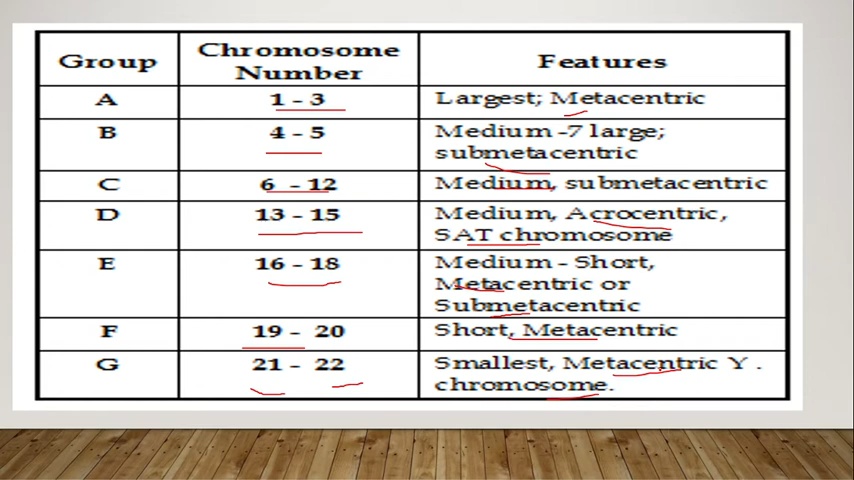 Group Chromosome Number Features
A 1 - 3 Largest; Metacentric
B 4 - 5 Medium -7 large;
submetacentric
C 6 - 12 Medium, submetacentric
D 13 - 15 Medium, Acrocentric,
SAT chromosome
E 16 - 18 Medium - Short,
Metacentric or
Submetacentric
F 19 - 20 Short, Metacentric
G 21 - 22 Smallest, Metacentric Y .
chromosome.